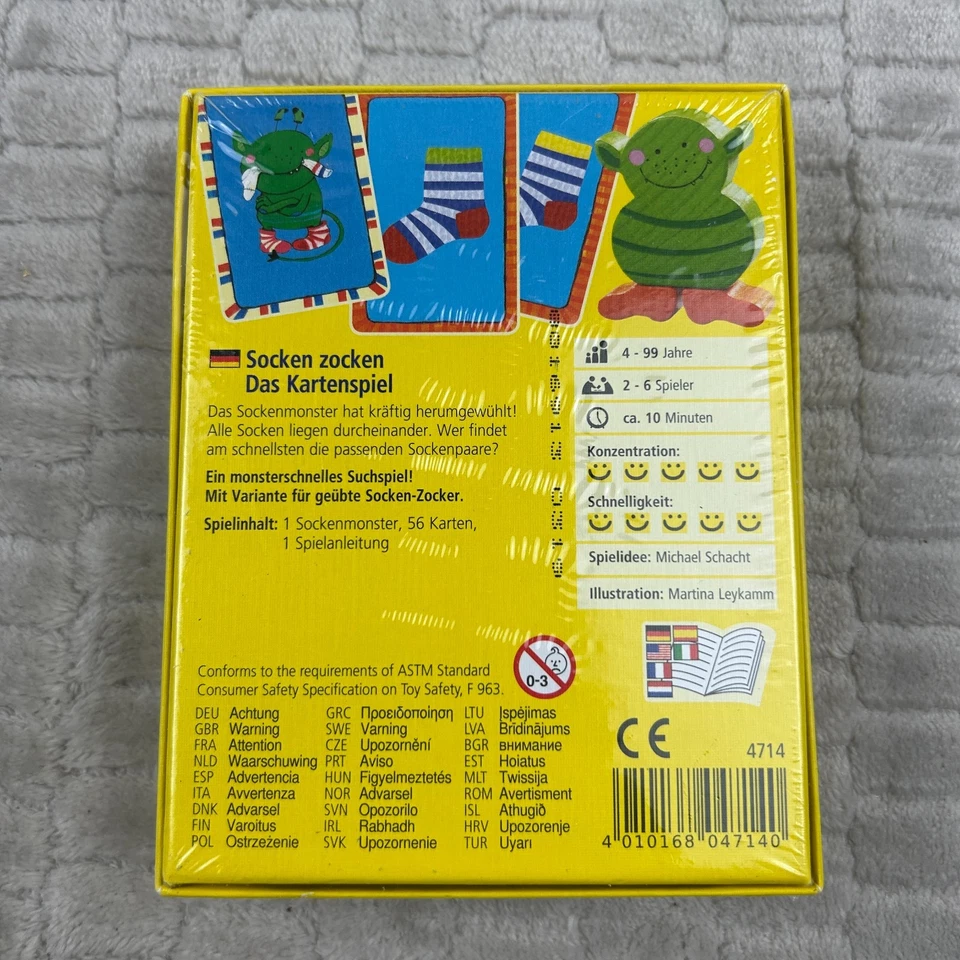 Socken zocken
Das Kartenspiel
Das Sockenmonster hat kräftig herumgewühlt!
Alle Socken liegen durcheinander. Wer findet
am schnellsten die passenden Sockenpaare?
Ein monsterschnelles Suchspiel!
Mit Variante für geübte Socken-Zocker.
Spielinhalt: 1 Sockenmonster, 56 Karten,
1 Spielanleitung
4 - 99 Jahre
2 - 6 Spieler
ca. 10 Minuten
Konzentration:
Schnelligkeit:
Spielidee: Michael Schacht
Illustration: Martina Leykamm
Conforms to the requirements of ASTM Standard
Consumer Safety Specification on Toy Safety, F 963.
0-3
DEU Achtung
GBR Warning
FRA Attention
NLD Waarschuwing
ESP Advertencia
ITA Avvertenza
DNK Advarsel
FIN Varoitus
POL Ostrzeżenie
GRC Προειδοποίηση
SWE Varning
CZE Upozornění
PRT Aviso
HUN Figyelmeztetés
NOR Advarsel
SVN Opozorilo
IRL Rabhadh
SVK Upozornenie
LTU Įspėjimas
LVA Brīdinājums
BGR внимание
EST Hoiatus
MLT Twissija
ROM Avertisment
ISL Athugið
HRV Upozorenje
TUR Uyarı
CE
4714
4 010168 047140